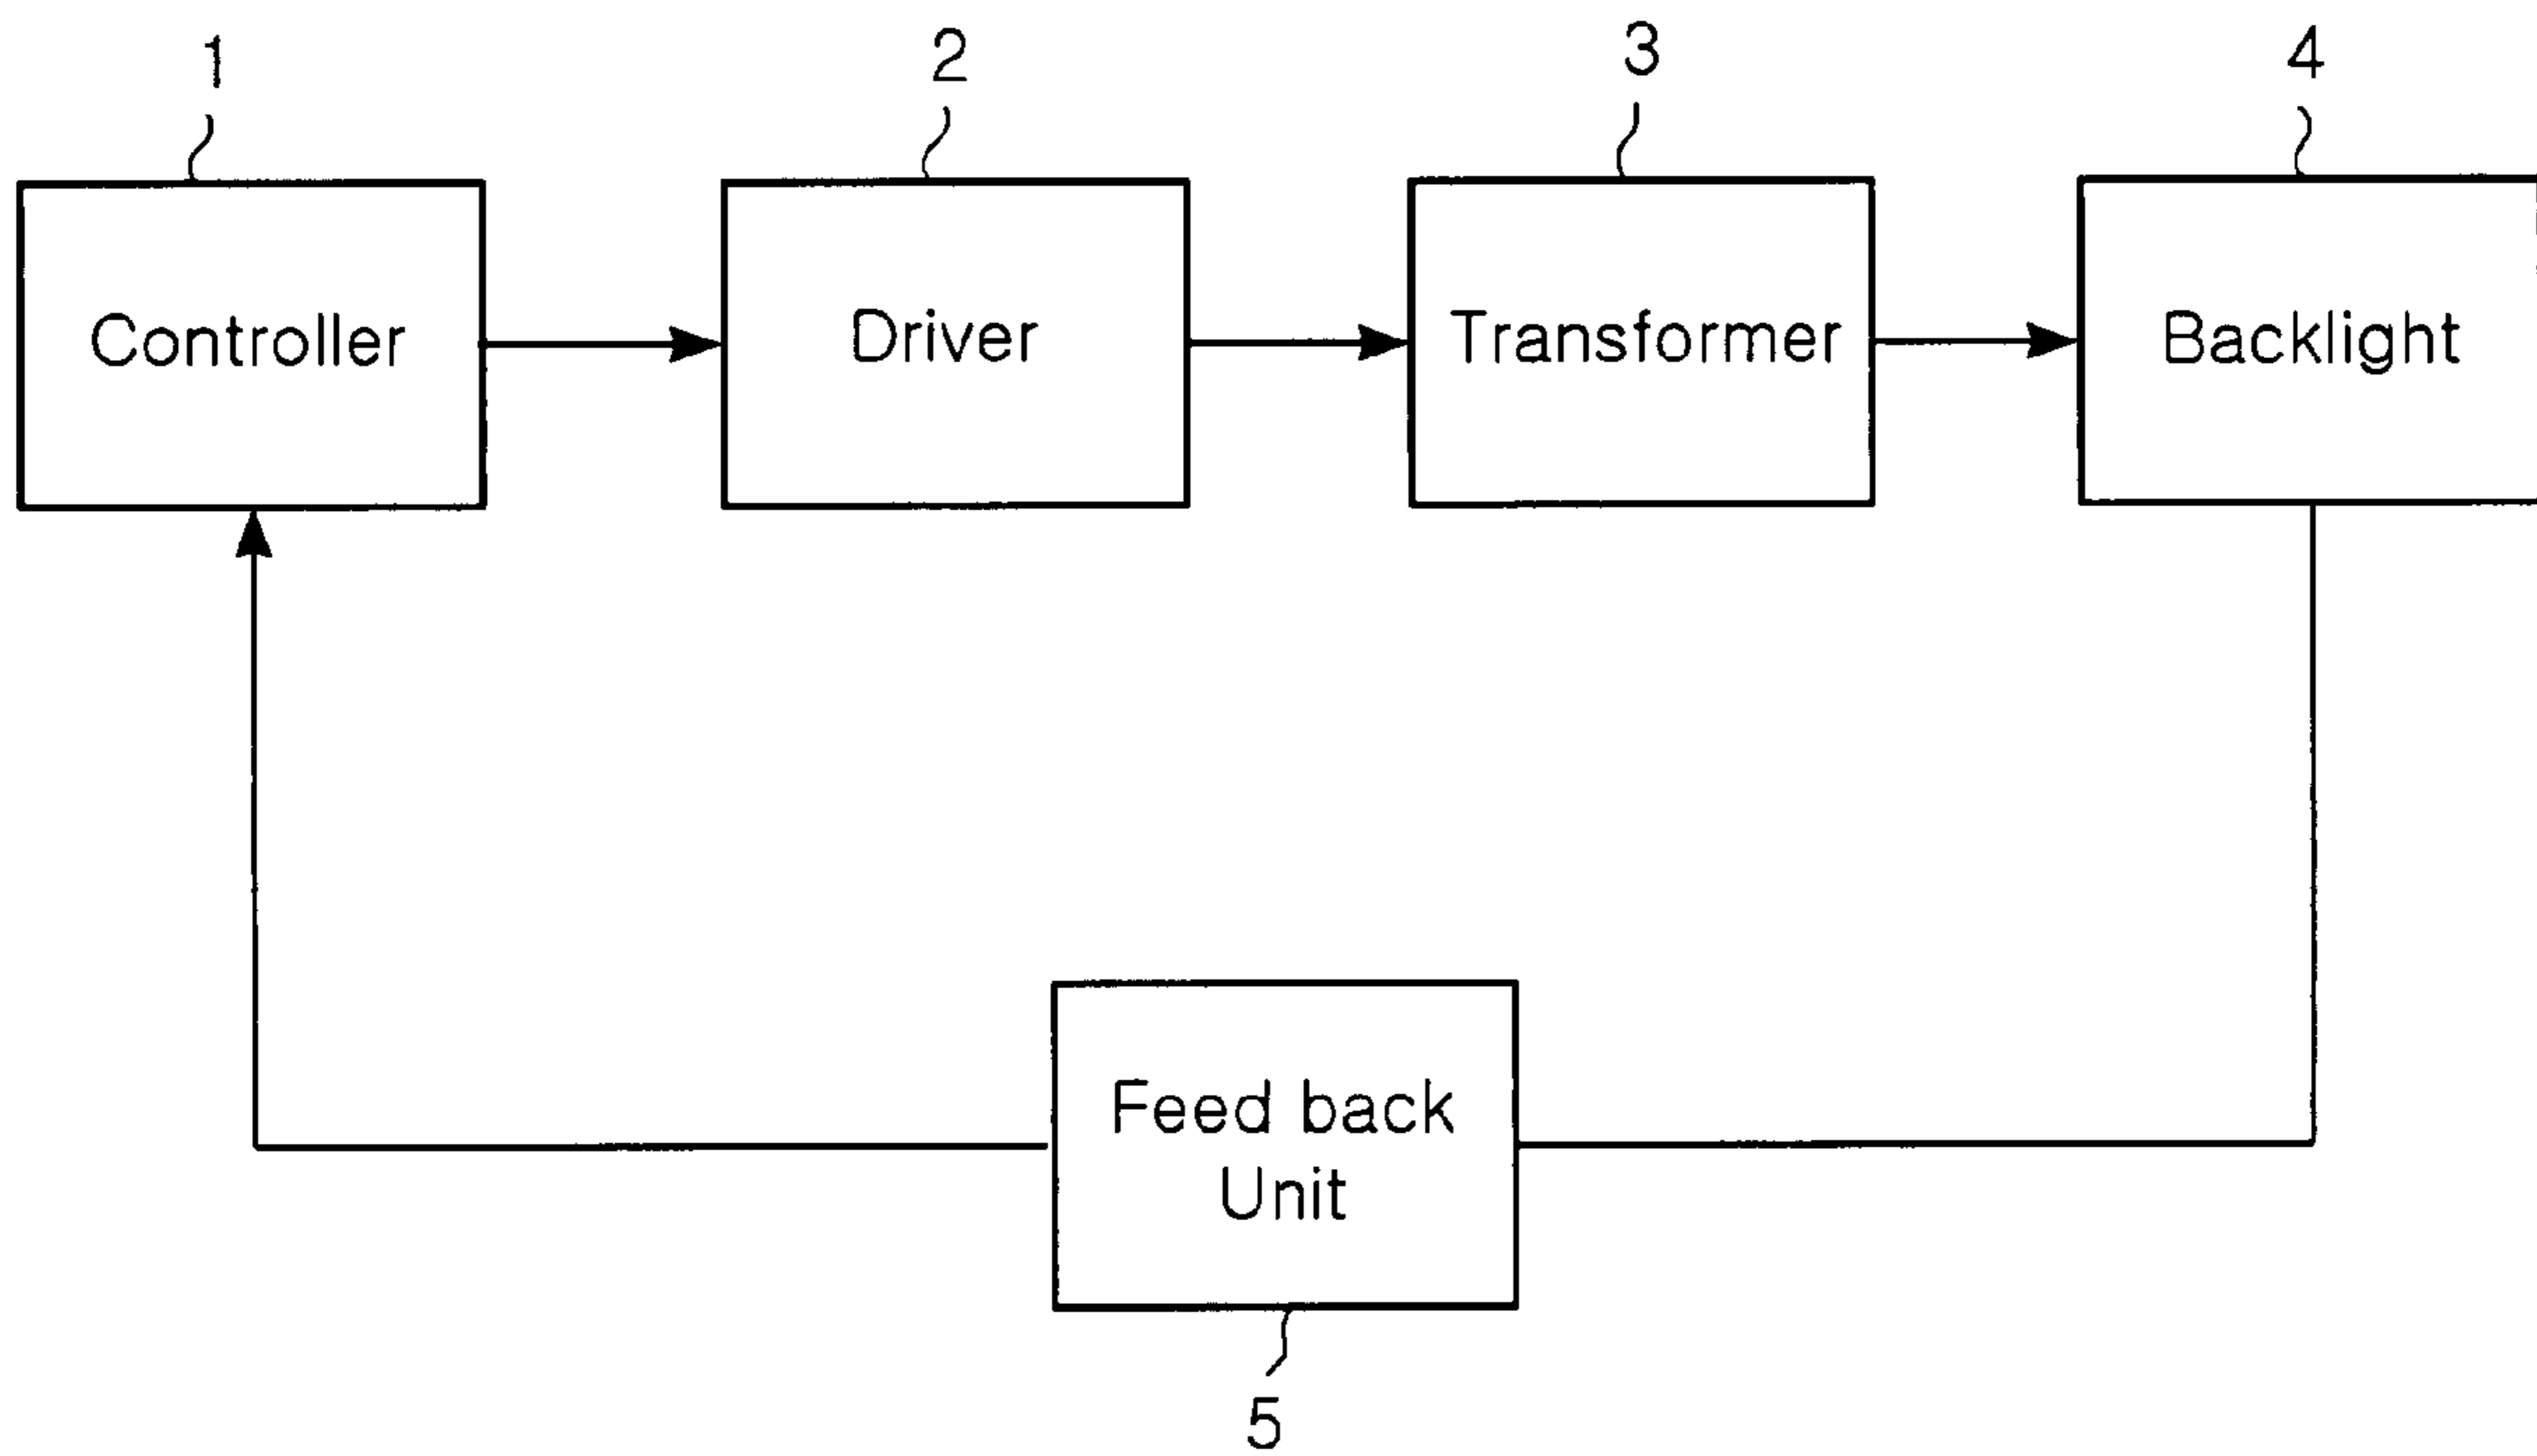 1
2
3
4
Controller
Driver
Transformer
Backlight
Feed back
Unit
5